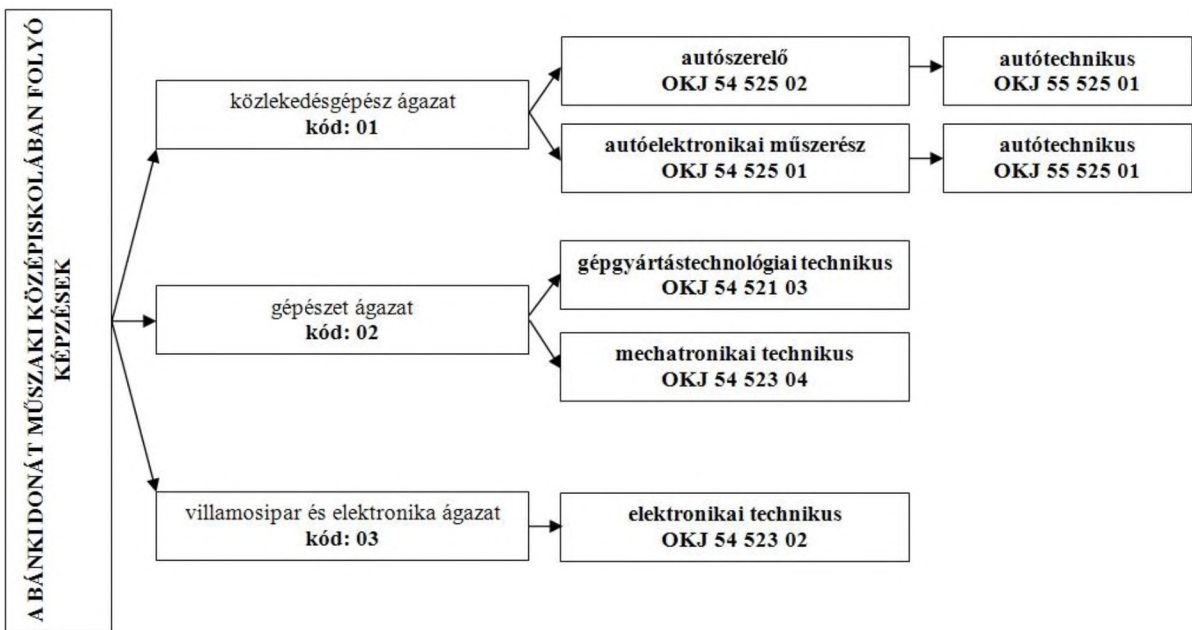 A BÁNKI DONÁT MŰSZAKI KÖZÉPISKOLÁBAN FOLYÓ
KÉPZÉSEK
közlekedésgépész ágazat
kód: 01
autószerelő
OKJ 54 525 02
autótechnikus
OKJ 55 525 01
autóelektronikai műszerész
OKJ 54 525 01
autótechnikus
OKJ 55 525 01
gépészet ágazat
kód: 02
gépgyártástechnológiai technikus
OKJ 54 521 03
mechatronikai technikus
OKJ 54 523 04
villamosipar és elektronika ágazat
kód: 03
elektronikai technikus
OKJ 54 523 02